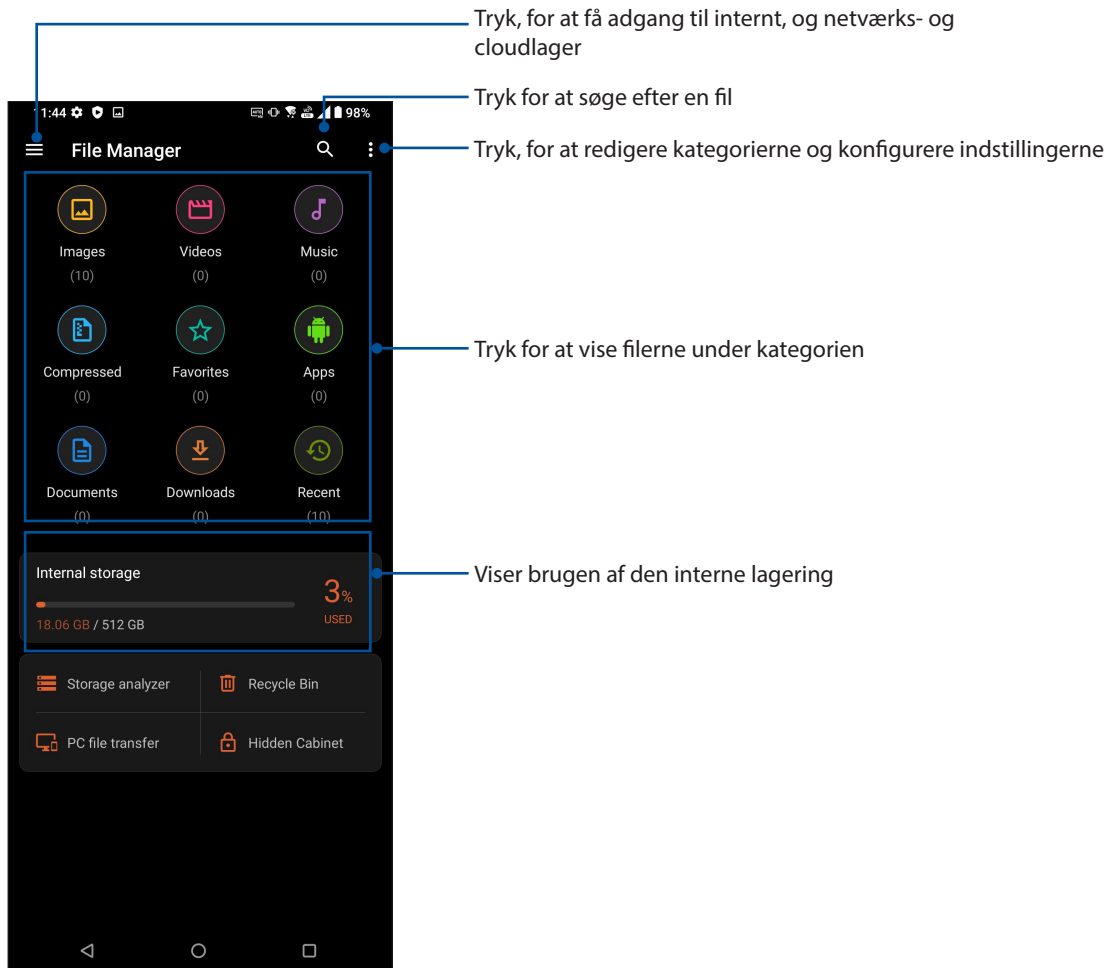 Tryk, for at få adgang til internt, og netværks- og
cloudlager
Tryk for at søge efter en fil
Tryk, for at redigere kategorierne og konfigurere indstillingerne
Tryk for at vise filerne under kategorien
Viser brugen af den interne lagering
11:44 98%
File Manager
Images Videos Music
(10) (0) (0)
Compressed Favorites Apps
(0) (0) (0)
Documents Downloads Recent
(0) (0) (10)
Internal storage
3%
18.06 GB / 512 GB USED
Storage analyzer Recycle Bin
PC file transfer Hidden Cabinet